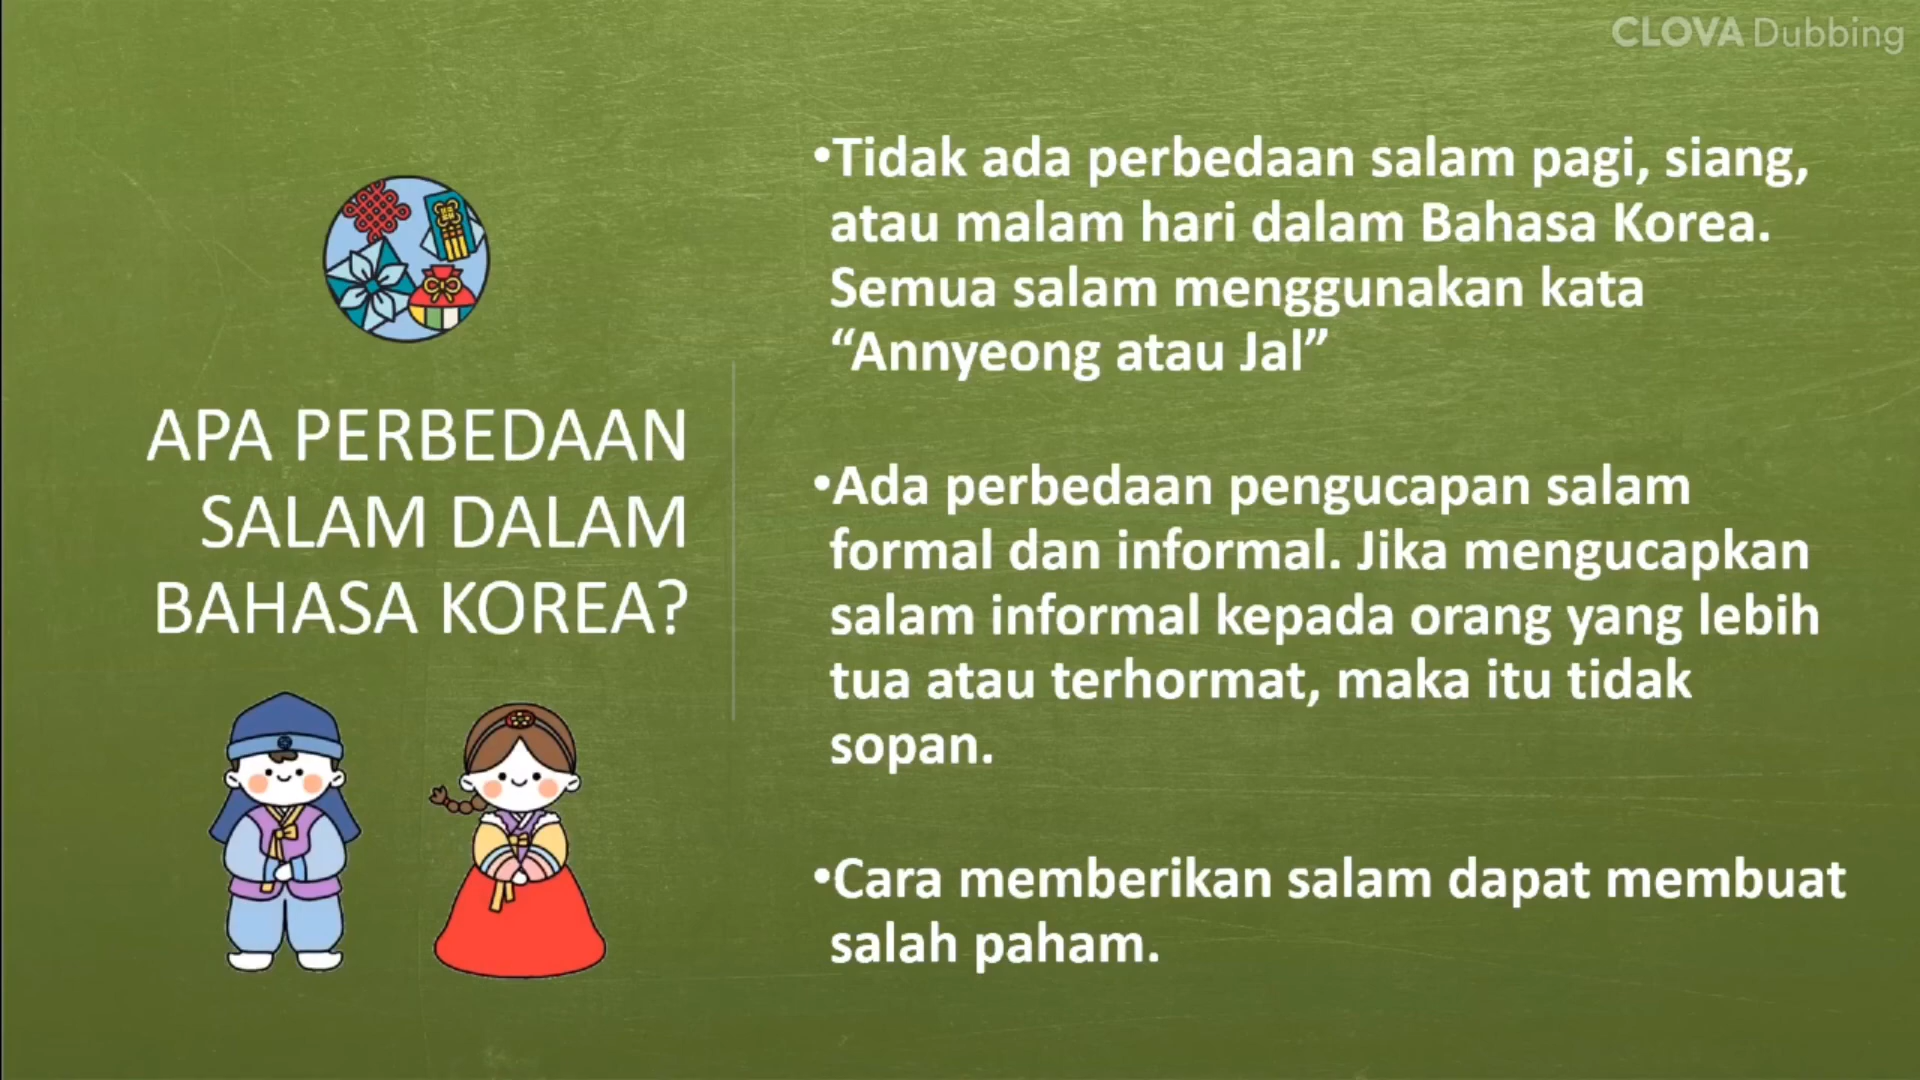 CLOVA Dubbing
APA PERBEDAAN
SALAM DALAM
BAHASA KOREA?
•Tidak ada perbedaan salam pagi, siang,
atau malam hari dalam Bahasa Korea.
Semua salam menggunakan kata
“Annyeong atau Jal”
•Ada perbedaan pengucapan salam
formal dan informal. Jika mengucapkan
salam informal kepada orang yang lebih
tua atau terhormat, maka itu tidak
sopan.
•Cara memberikan salam dapat membuat
salah paham.